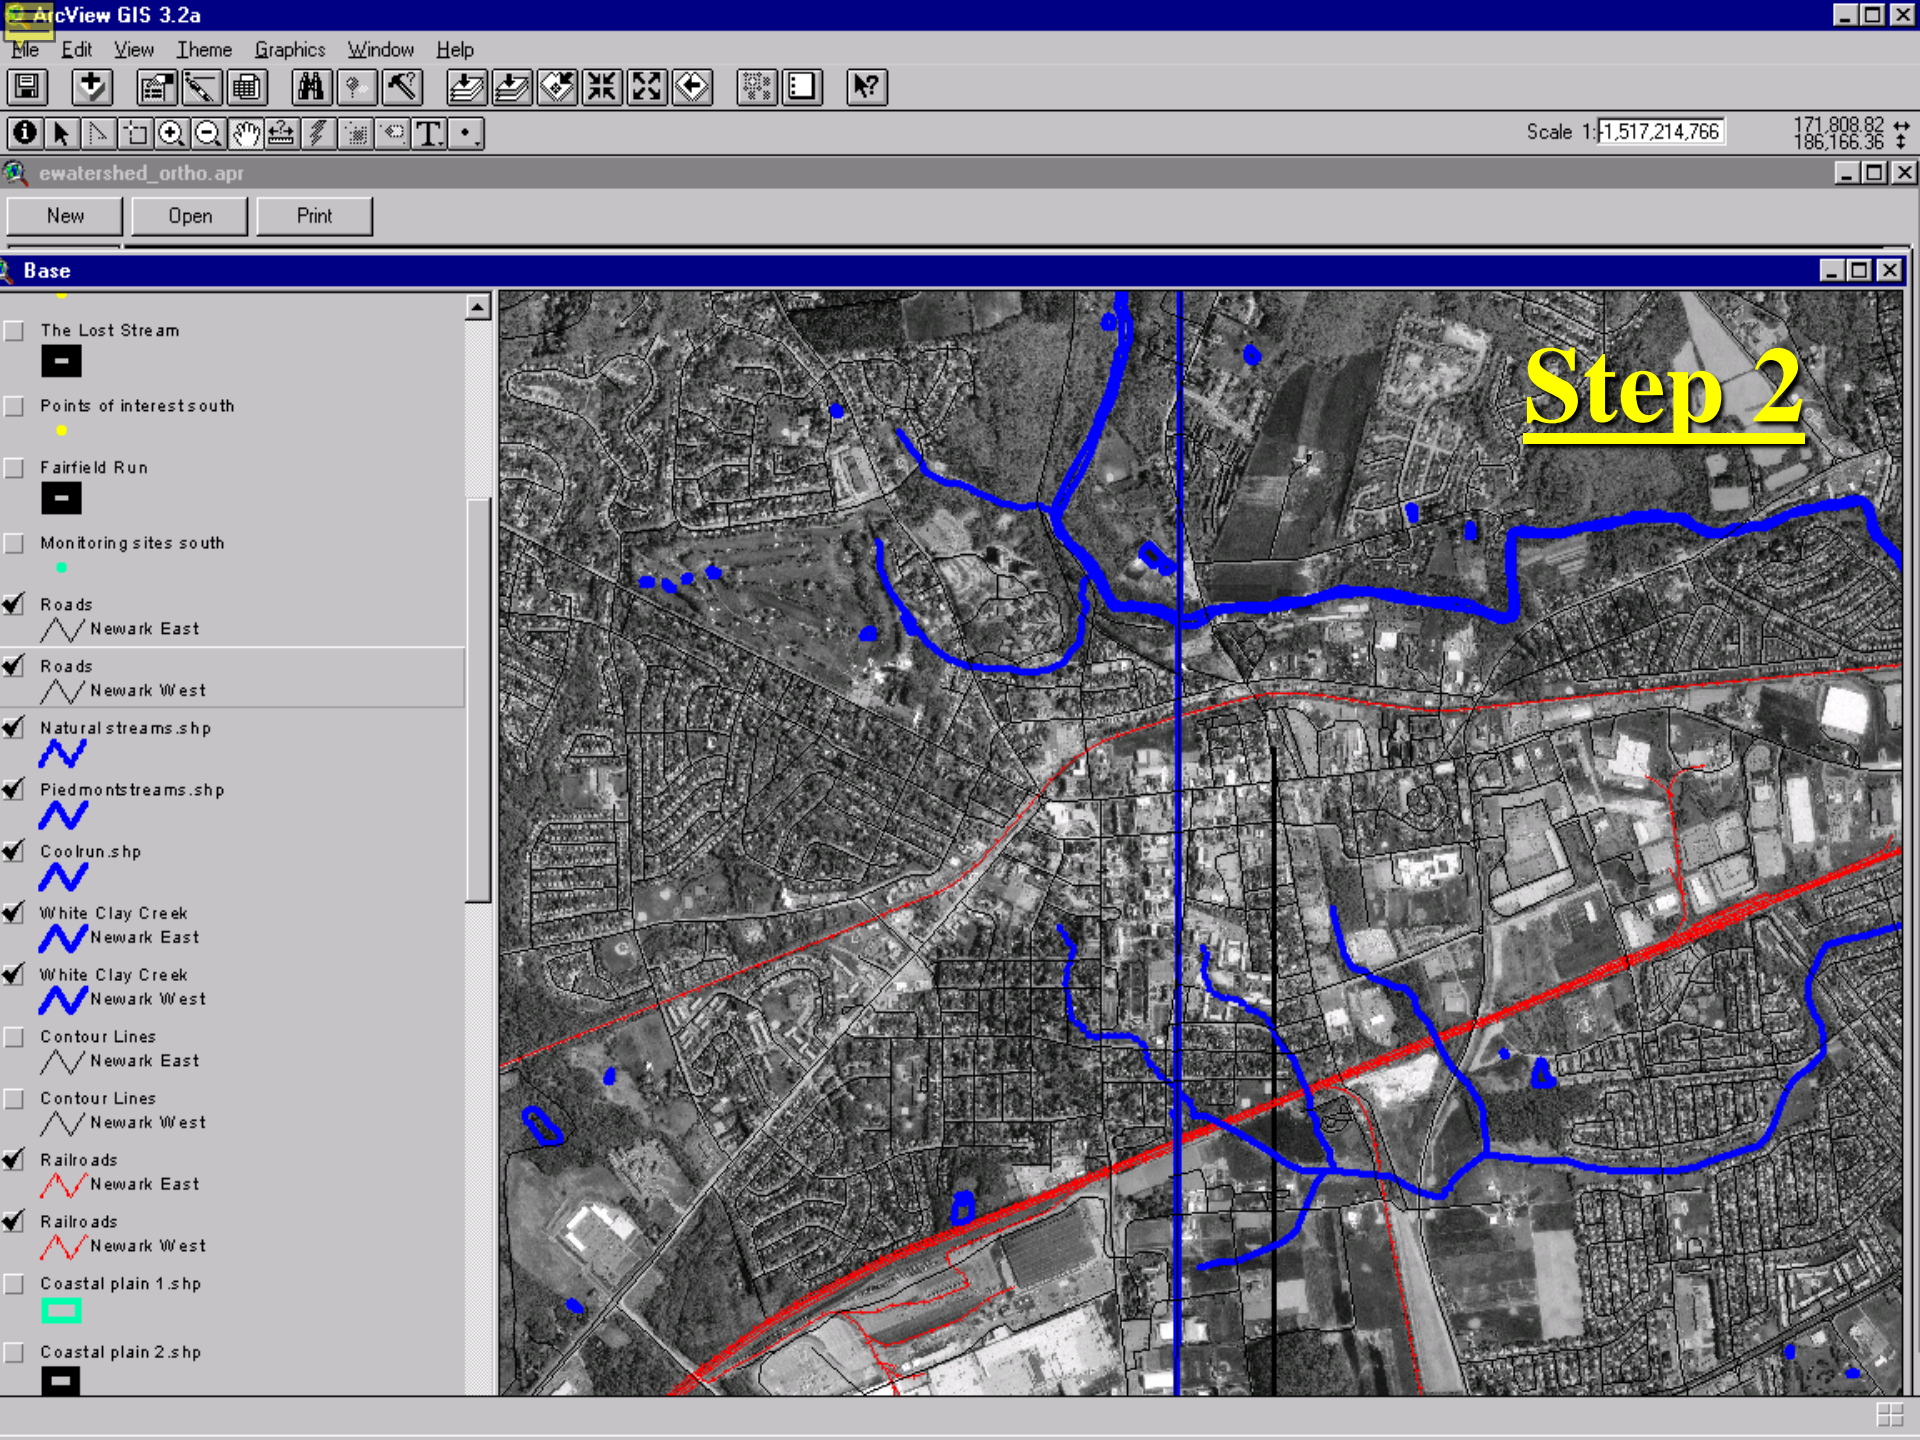 ArcView GIS 3.2a
File Edit View Theme Graphics Window Help
Scale 1: -1,517,214,766
171,808.82
186,166.36
ewatershed_ortho.apr
New Open Print
Base
Step 2
The Lost Stream
Points of interest south
Fairfield Run
Monitoring sites south
Roads
Newark East
Roads
Newark West
Natural streams.shp
Piedmontstreams.shp
Coolrun.shp
White Clay Creek
Newark East
White Clay Creek
Newark West
Contour Lines
Newark East
Contour Lines
Newark West
Railroads
Newark East
Railroads
Newark West
Coastal plain 1.shp
Coastal plain 2.shp